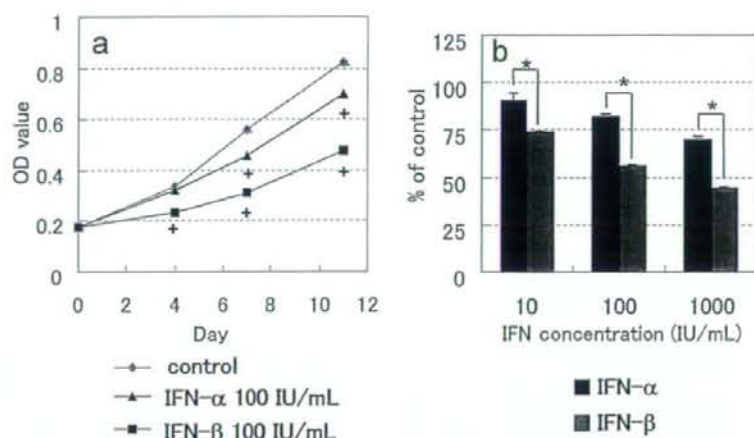 a
1
0.8
0.6
0.4
0.2
0
OD value
+
+
+
+
+
0 2 4 6 8 10 12
Day
control
IFN-α 100 IU/mL
IFN-β 100 IU/mL
b
125
100
75
50
25
0
% of control
*
*
*
10 100 1000
IFN concentration (IU/mL)
IFN-α
IFN-β